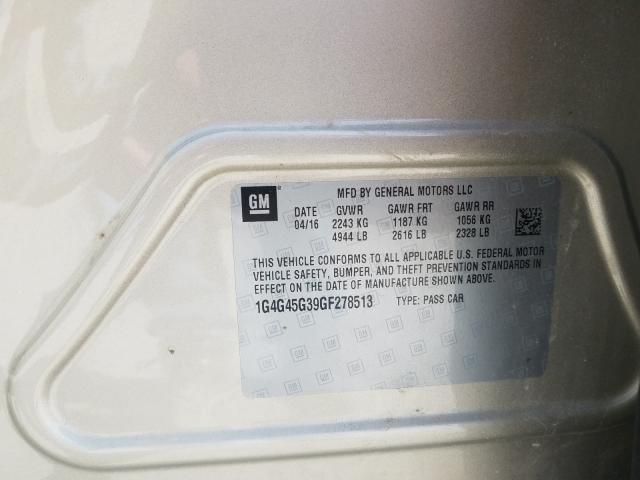 GM MFD BY GENERAL MOTORS LLC
DATE GVWR GAWR FRT GAWR RR
04/16 2243 KG 1187 KG 1056 KG
4944 LB 2616 LB 2328 LB
THIS VEHICLE CONFORMS TO ALL APPLICABLE U.S. FEDERAL MOTOR
VEHICLE SAFETY, BUMPER, AND THEFT PREVENTION STANDARDS IN
EFFECT ON THE DATE OF MANUFACTURE SHOWN ABOVE.
1G4G45G39GF278513 TYPE: PASS CAR